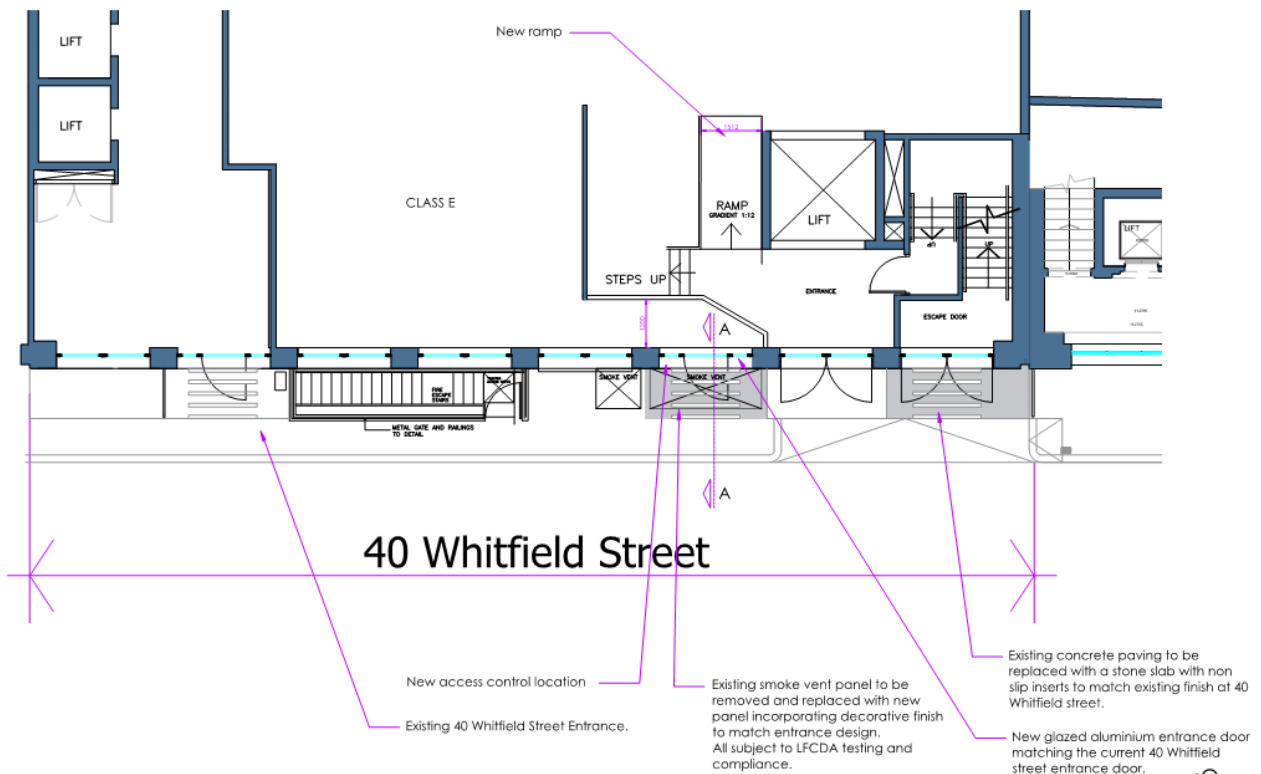 New ramp
LIFT
LIFT
1512
CLASS E
RAMP
GRADIENT 1:12
LIFT
UP
UP
LIFT
STEPS UP
ENTRANCE
ESCAPE DOOR
1200
A
SMOKE VENT
SMOKE VENT
FIRE
ESCAPE
STAIRS
METAL GATE AND RAILINGS
TO DETAIL
A
40 Whitfield Street
New access control location
Existing 40 Whitfield Street Entrance.
Existing smoke vent panel to be
removed and replaced with new
panel incorporating decorative finish
to match entrance design.
All subject to LFCDA testing and
compliance.
Existing concrete paving to be
replaced with a stone slab with non
slip inserts to match existing finish at 40
Whitfield street.
New glazed aluminium entrance door
matching the current 40 Whitfield
street entrance door.